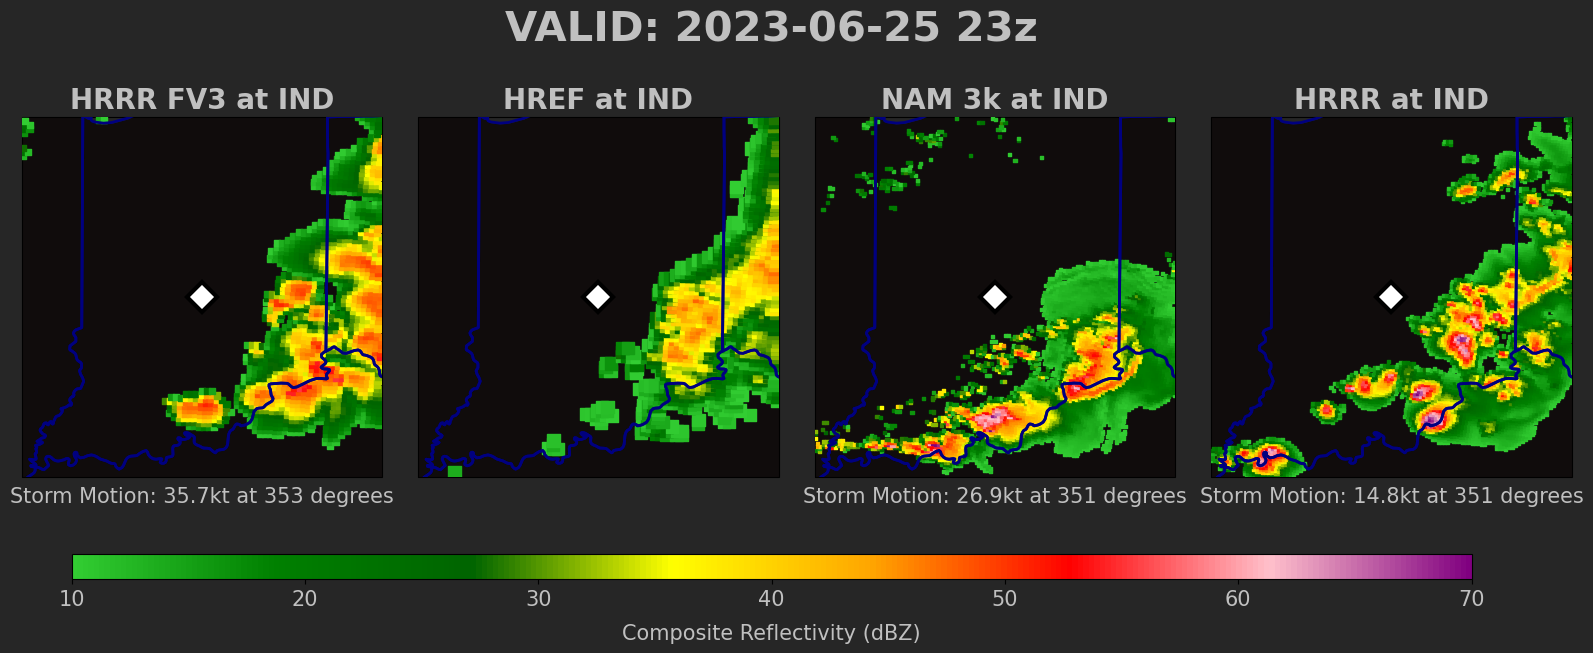 VALID: 2023-06-25 23z
HRRR FV3 at IND
HREF at IND
NAM 3k at IND
HRRR at IND
Storm Motion: 35.7kt at 353 degrees
Storm Motion: 26.9kt at 351 degrees
Storm Motion: 14.8kt at 351 degrees
10 20 30 40 50 60 70
Composite Reflectivity (dBZ)